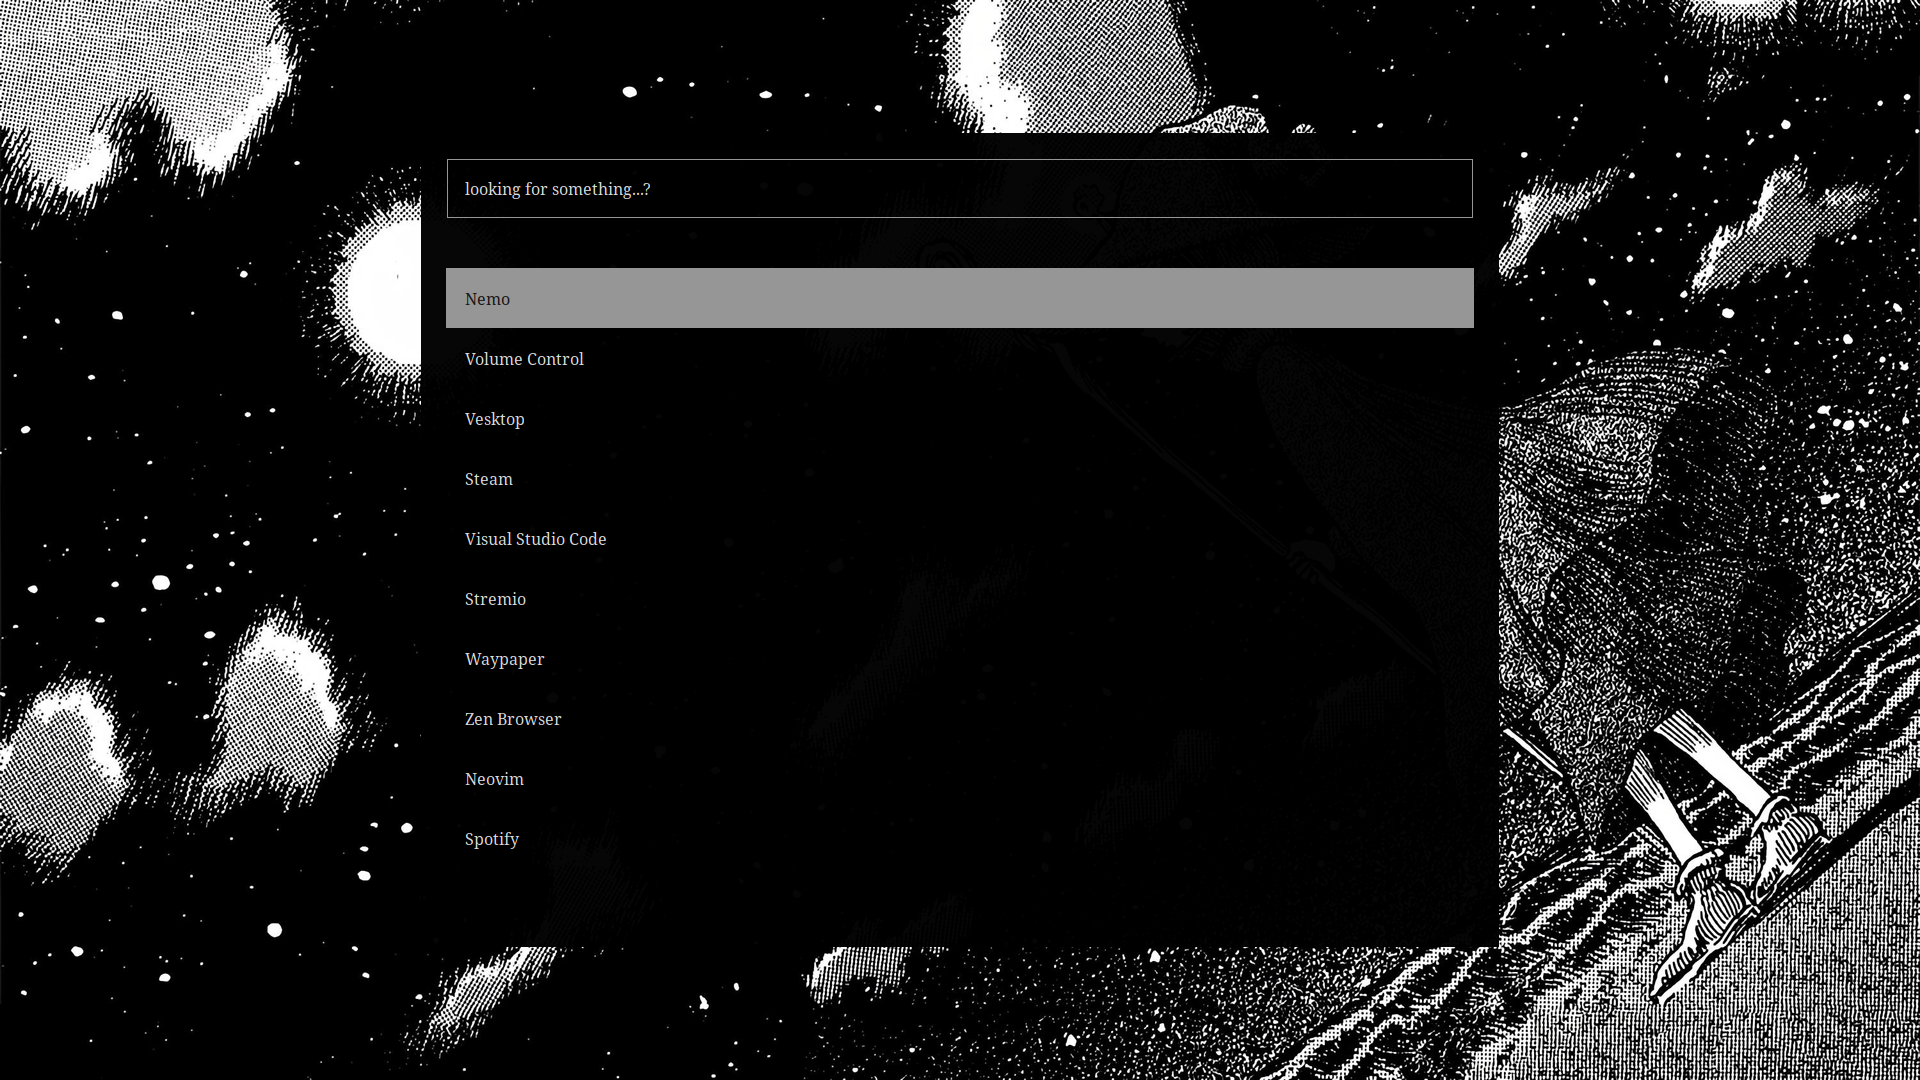 looking for something...?
Nemo
Volume Control
Vesktop
Steam
Visual Studio Code
Stremio
Waypaper
Zen Browser
Neovim
Spotify